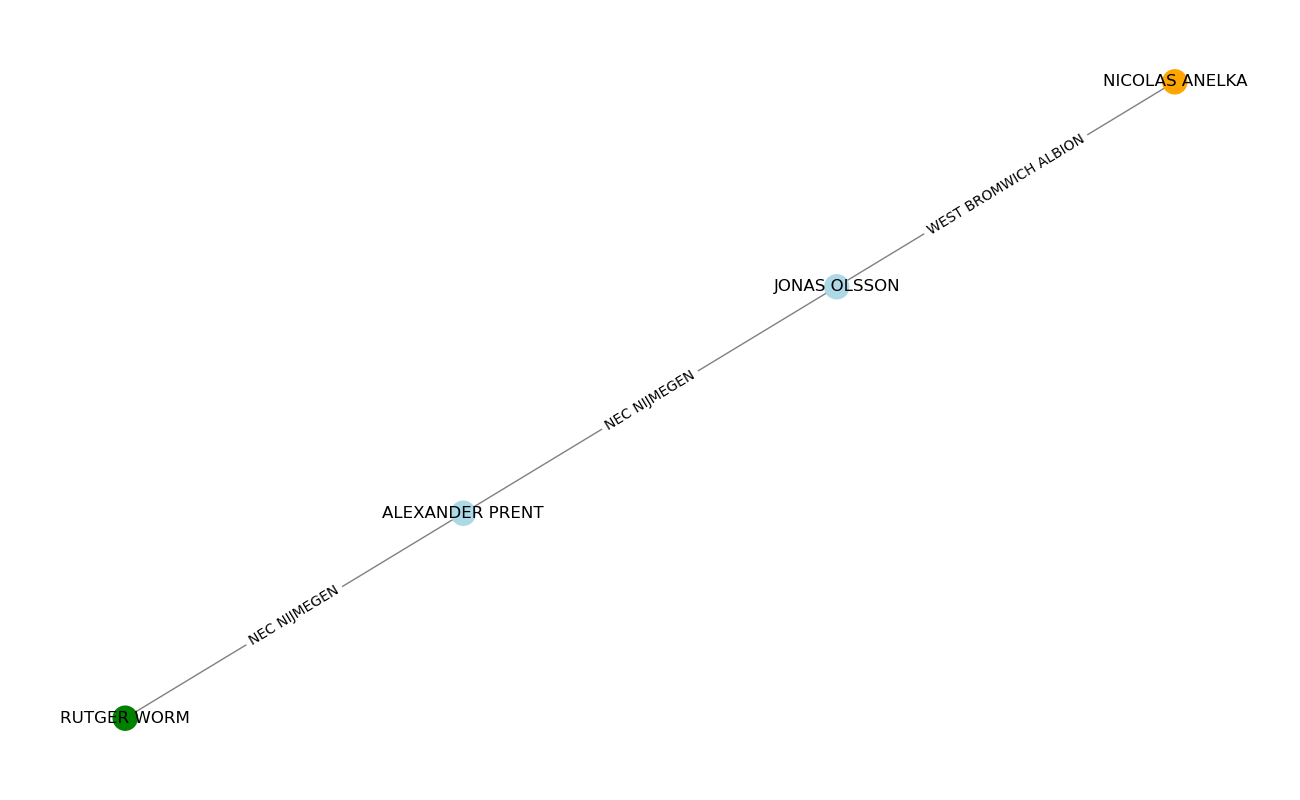 NICOLAS ANELKA
WEST BROMWICH ALBION
JONAS OLSSON
NEC NIJMEGEN
ALEXANDER PRENT
NEC NIJMEGEN
RUTGER WORM